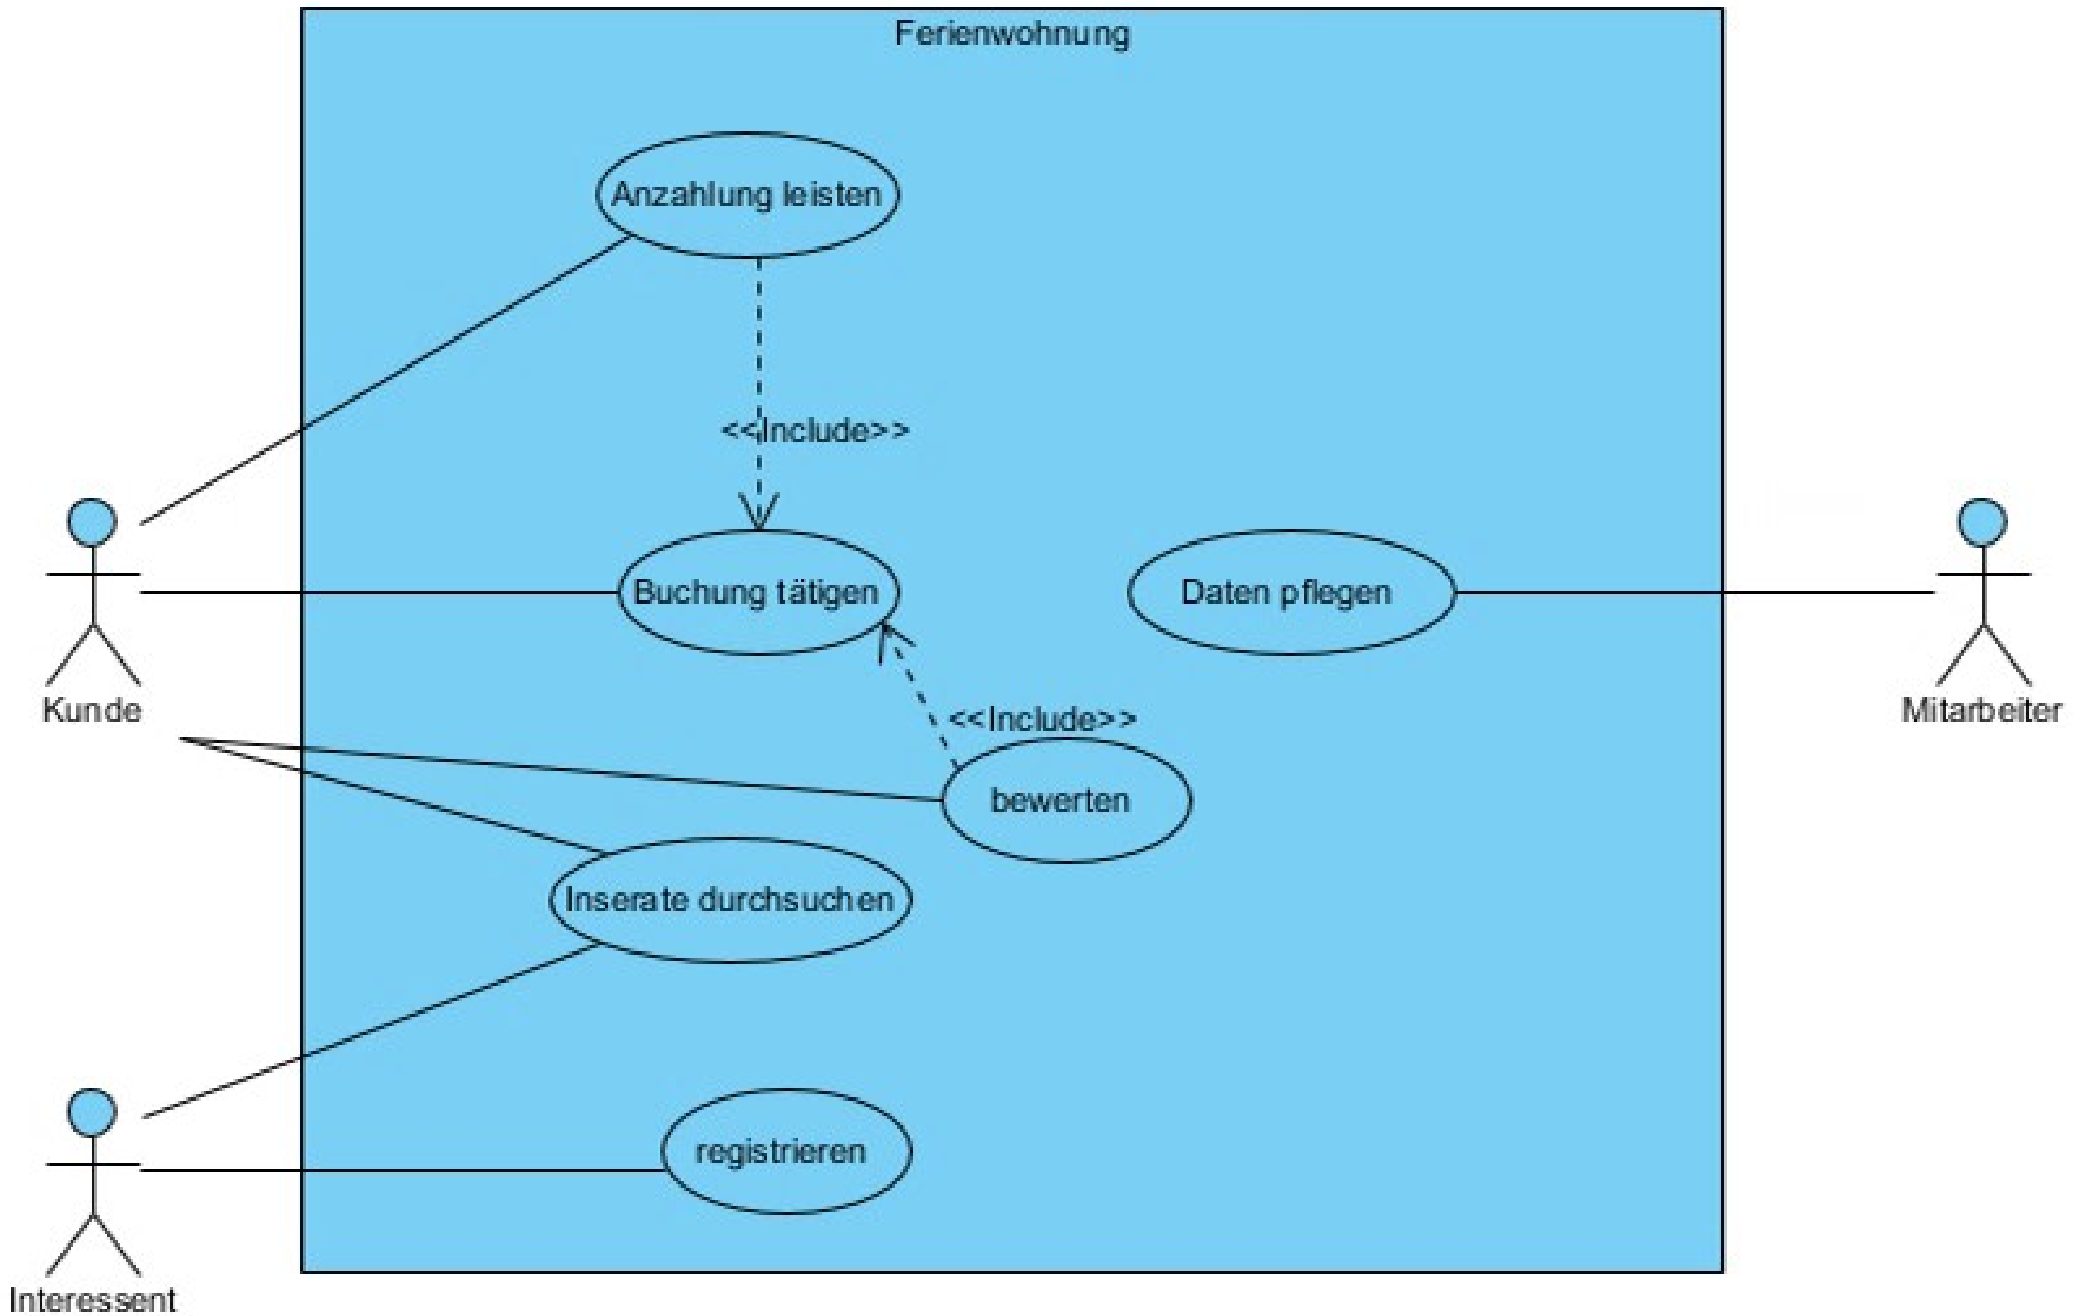 Ferienwohnung
Anzahlung leisten
<<Include>>
Buchung tätigen
Daten pflegen
Kunde
<<Include>>
Mitarbeiter
bewerten
Inserate durchsuchen
registrieren
Interessent